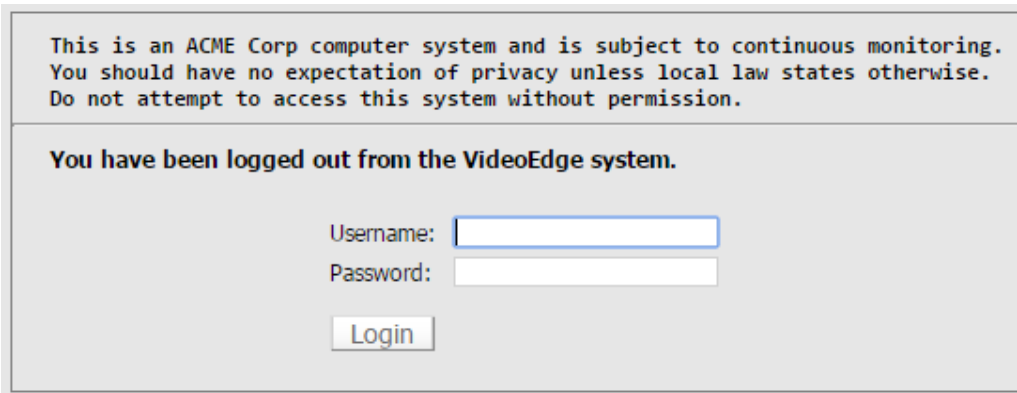 This is an ACME Corp computer system and is subject to continuous monitoring.
You should have no expectation of privacy unless local law states otherwise.
Do not attempt to access this system without permission.
You have been logged out from the VideoEdge system.
Username:
Password:
Login